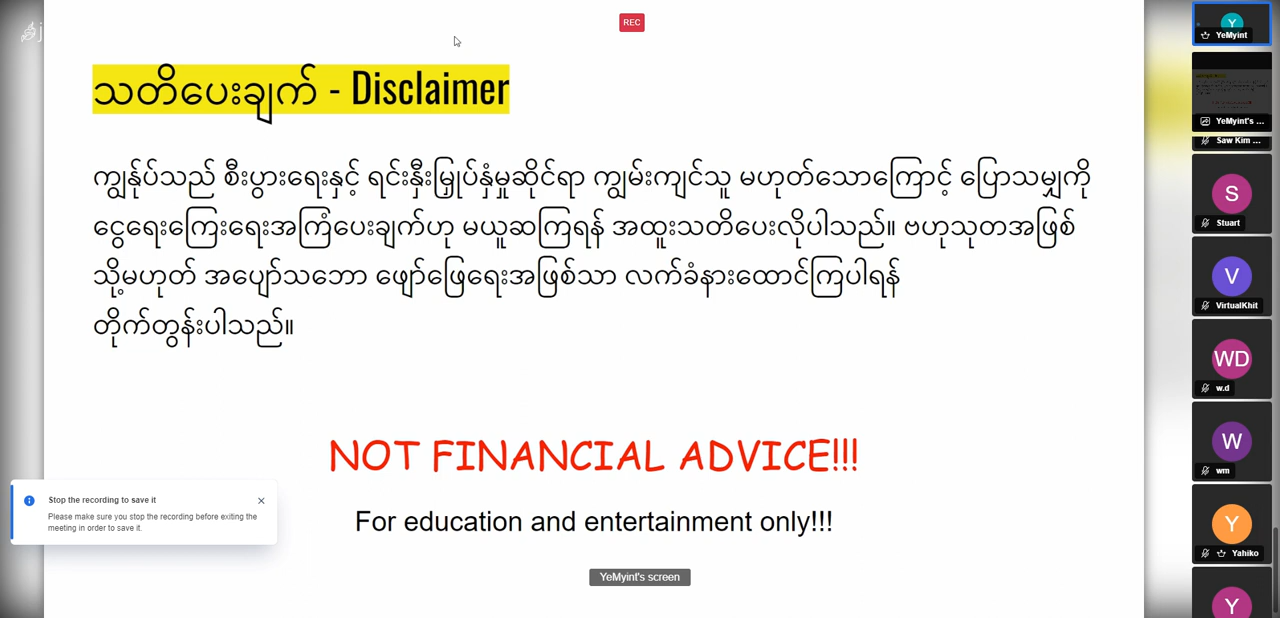 REC
သတိပေးချက် - Disclaimer
ကျွန်ုပ်သည် စီးပွားရေးနှင့် ရင်းနှီးမြှုပ်နှံမှုဆိုင်ရာ ကျွမ်းကျင်သူ မဟုတ်သောကြောင့် ပြောသမျှကို
ငွေရေးကြေးရေးအကြံပေးချက်ဟု မယူဆကြရန် အထူးသတိပေးလိုပါသည်။ ဗဟုသုတအဖြစ်
သို့မဟုတ် အပျော်သဘော ဖျော်ဖြေရေးအဖြစ်သာ လက်ခံနားထောင်ကြပါရန်
တိုက်တွန်းပါသည်။
NOT FINANCIAL ADVICE!!!
For education and entertainment only!!!
Stop the recording to save it
Please make sure you stop the recording before exiting the
meeting in order to save it.
YeMyint's screen
Y
YeMyint
YeMyint's ...
Saw Kim ...
S
Stuart
V
VirtualKhit
WD
w.d
W
wm
Y
Yahiko
Y